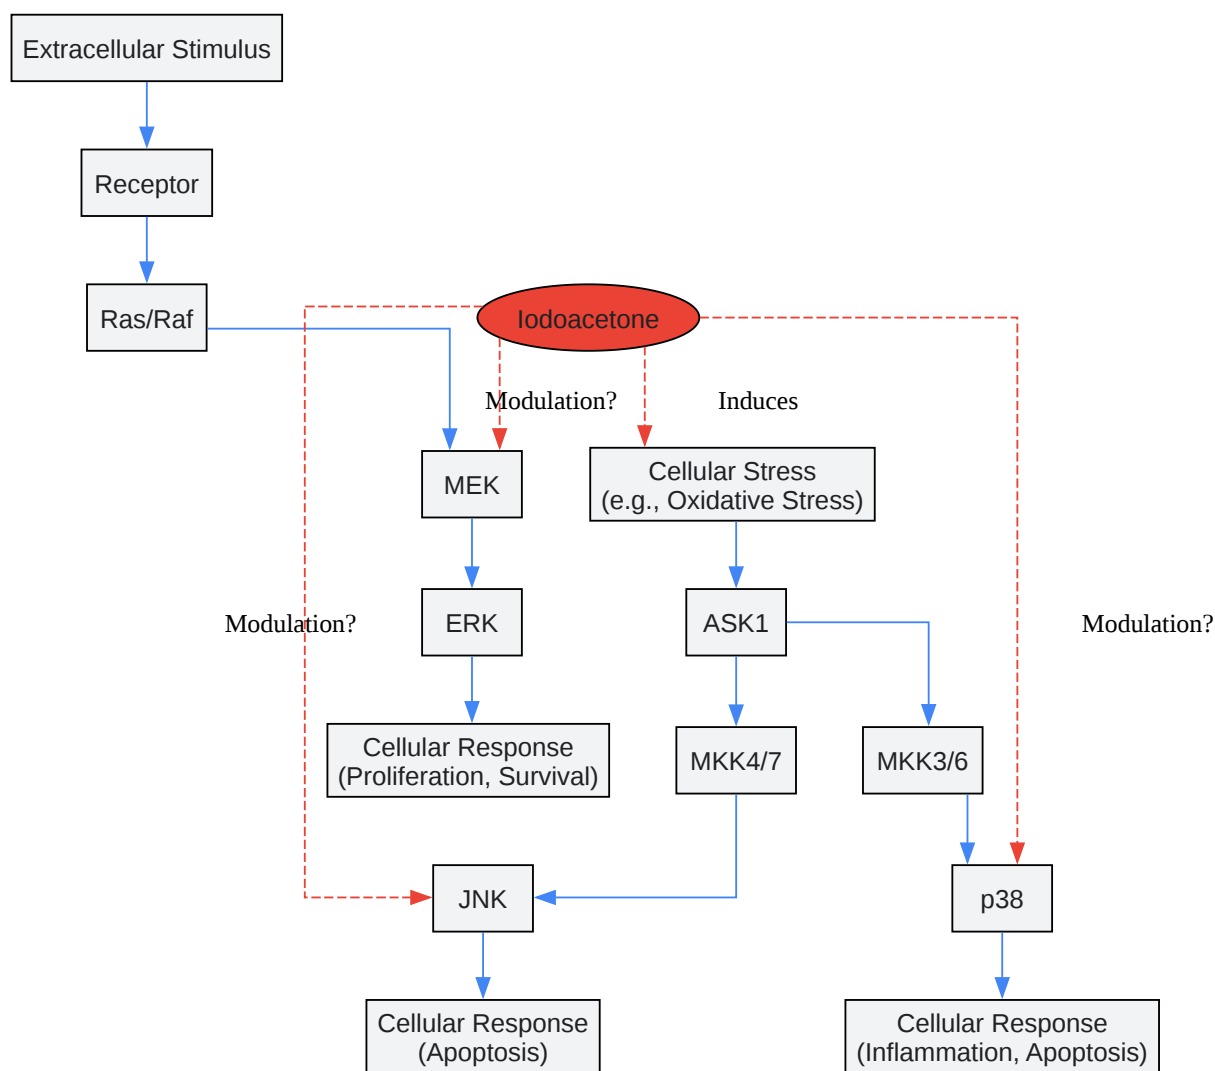 Extracellular Stimulus
Receptor
Ras/Raf
Iodoacetone
Modulation?
Induces
MEK
Cellular Stress
(e.g., Oxidative Stress)
Modulation?
ERK
ASK1
Modulation?
Cellular Response
(Proliferation, Survival)
MKK4/7
MKK3/6
JNK
p38
Cellular Response
(Apoptosis)
Cellular Response
(Inflammation, Apoptosis)